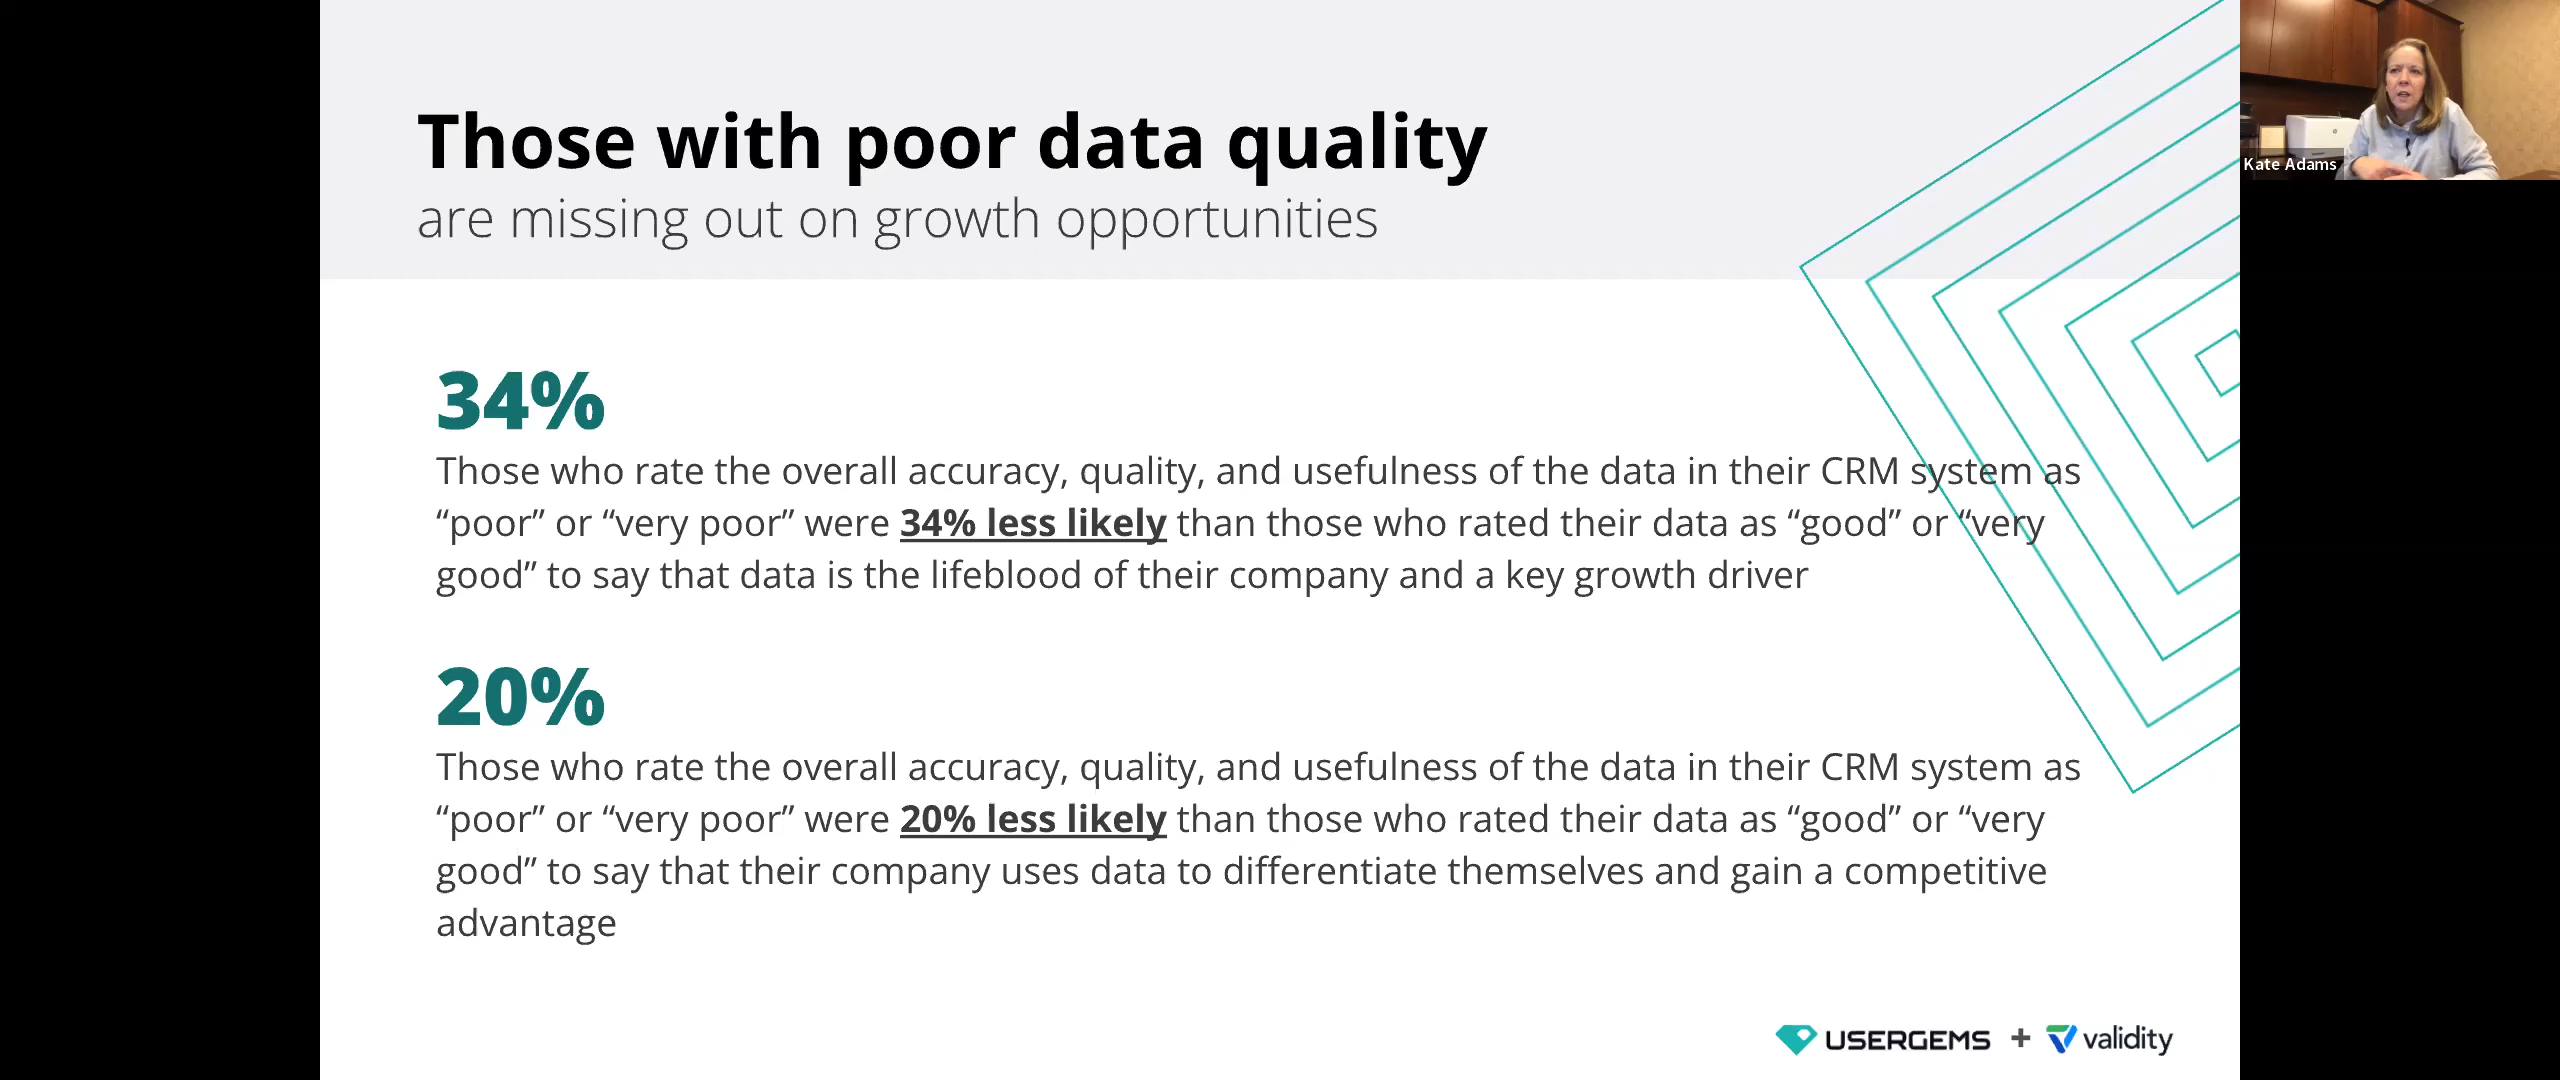 Those with poor data quality
are missing out on growth opportunities
Kate Adams
34%
Those who rate the overall accuracy, quality, and usefulness of the data in their CRM system as
“poor” or “very poor” were 34% less likely than those who rated their data as “good” or “very
good” to say that data is the lifeblood of their company and a key growth driver
20%
Those who rate the overall accuracy, quality, and usefulness of the data in their CRM system as
“poor” or “very poor” were 20% less likely than those who rated their data as “good” or “very
good” to say that their company uses data to differentiate themselves and gain a competitive
advantage
USERGEMS + validity